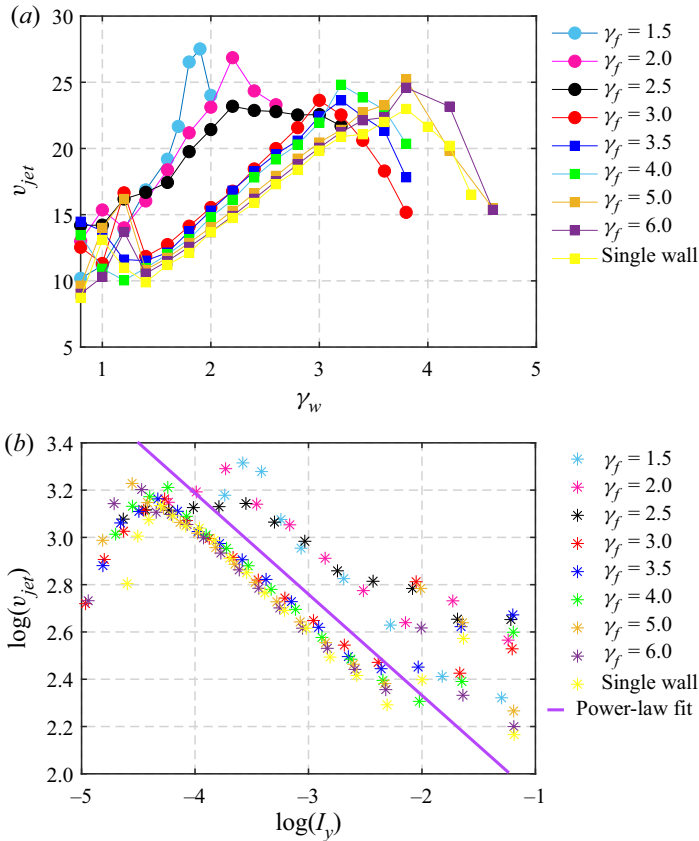 (a)
30
25
20
15
10
5
v_jet
1 2 3 4 5
γ_w
γ_f = 1.5
γ_f = 2.0
γ_f = 2.5
γ_f = 3.0
γ_f = 3.5
γ_f = 4.0
γ_f = 5.0
γ_f = 6.0
Single wall
(b)
3.4
3.2
3.0
2.8
2.6
2.4
2.2
2.0
log(v_jet)
–5 –4 –3 –2 –1
log(I_y)
γ_f = 1.5
γ_f = 2.0
γ_f = 2.5
γ_f = 3.0
γ_f = 3.5
γ_f = 4.0
γ_f = 5.0
γ_f = 6.0
Single wall
Power-law fit